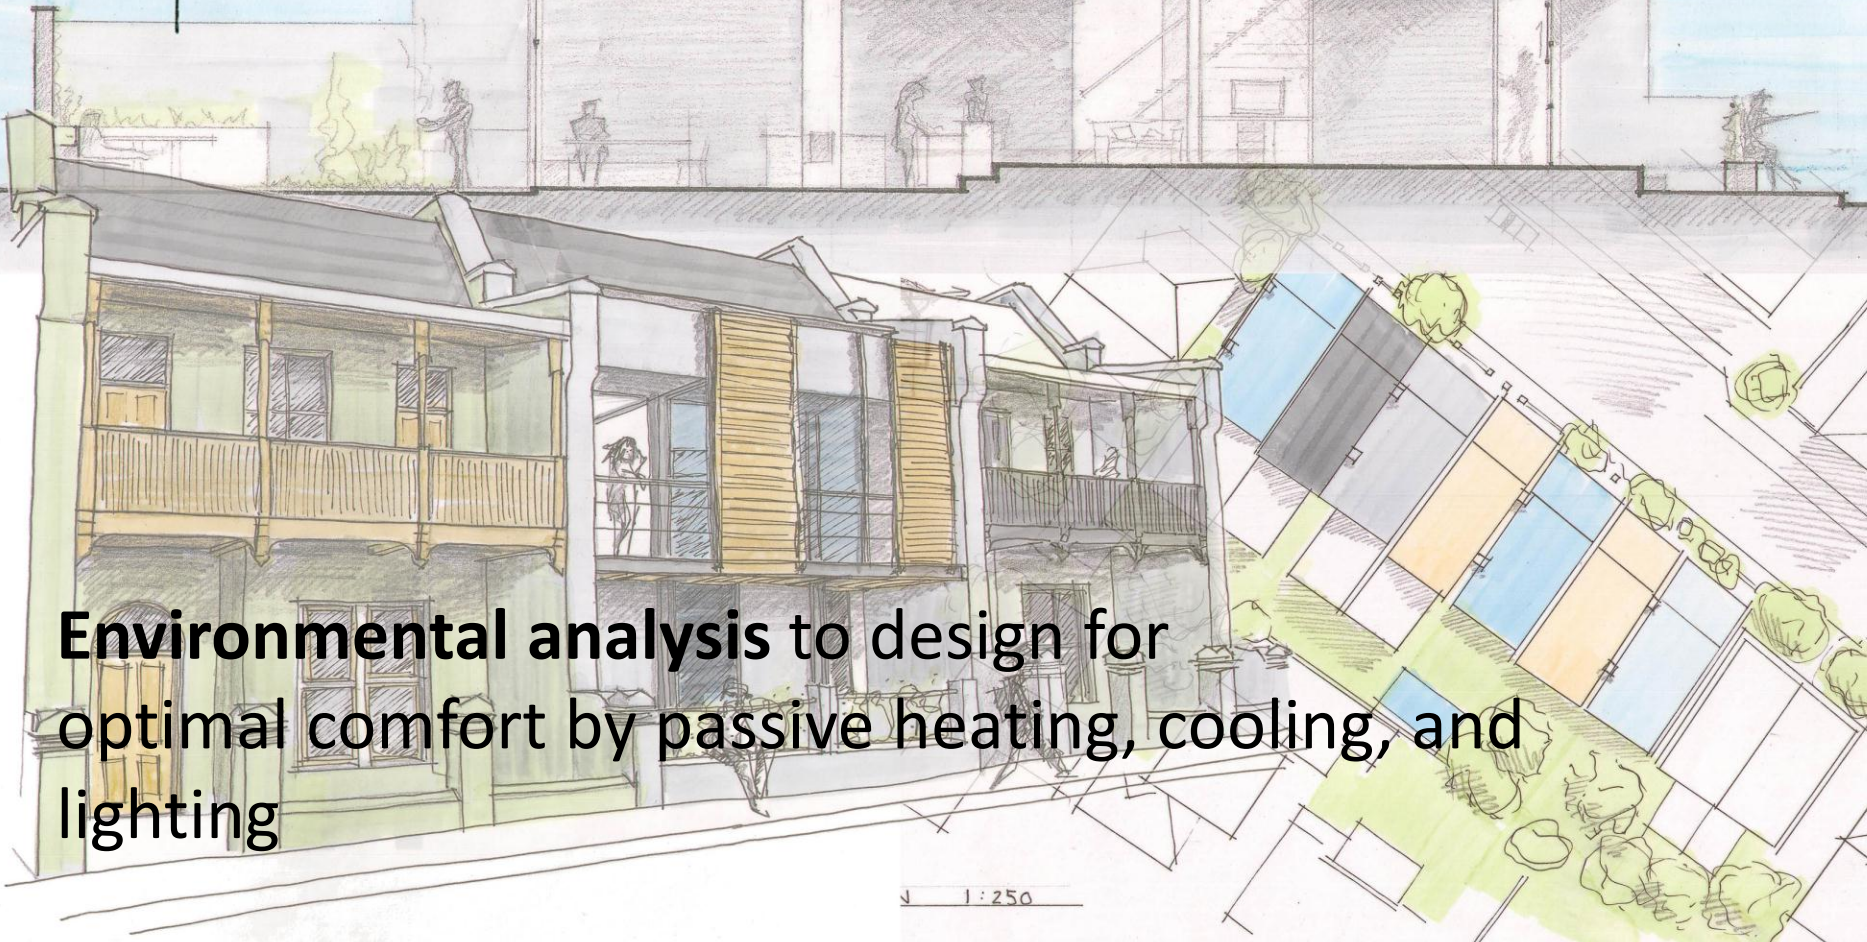 Environmental analysis to design for
optimal comfort by passive heating, cooling, and
lighting
1:250